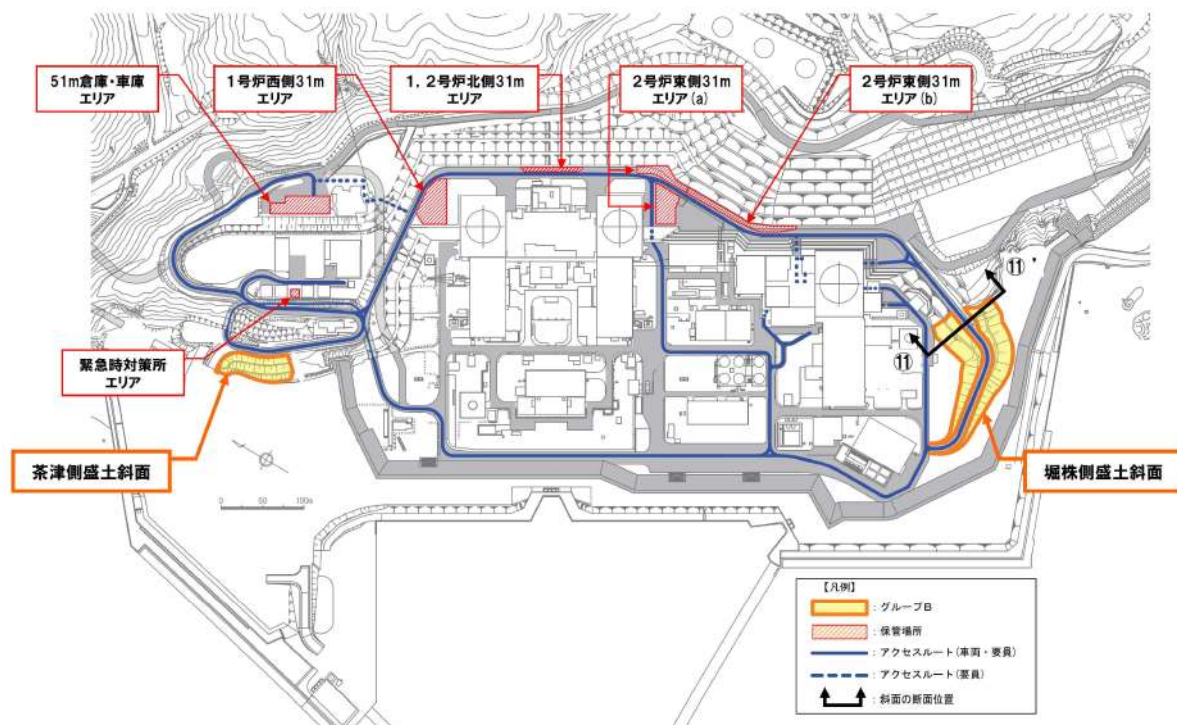 51m倉庫・車庫
エリア
1号炉西側31m
エリア
1,2号炉北側31m
エリア
2号炉東側31m
エリア(a)
2号炉東側31m
エリア(b)
⑪
⑪
緊急時対策所
エリア
茶津側盛土斜面
堀株側盛土斜面
0 50 100m
【凡例】
:グループB
:保管場所
:アクセスルート(車両・要員)
:アクセスルート(要員)
:斜面の断面位置